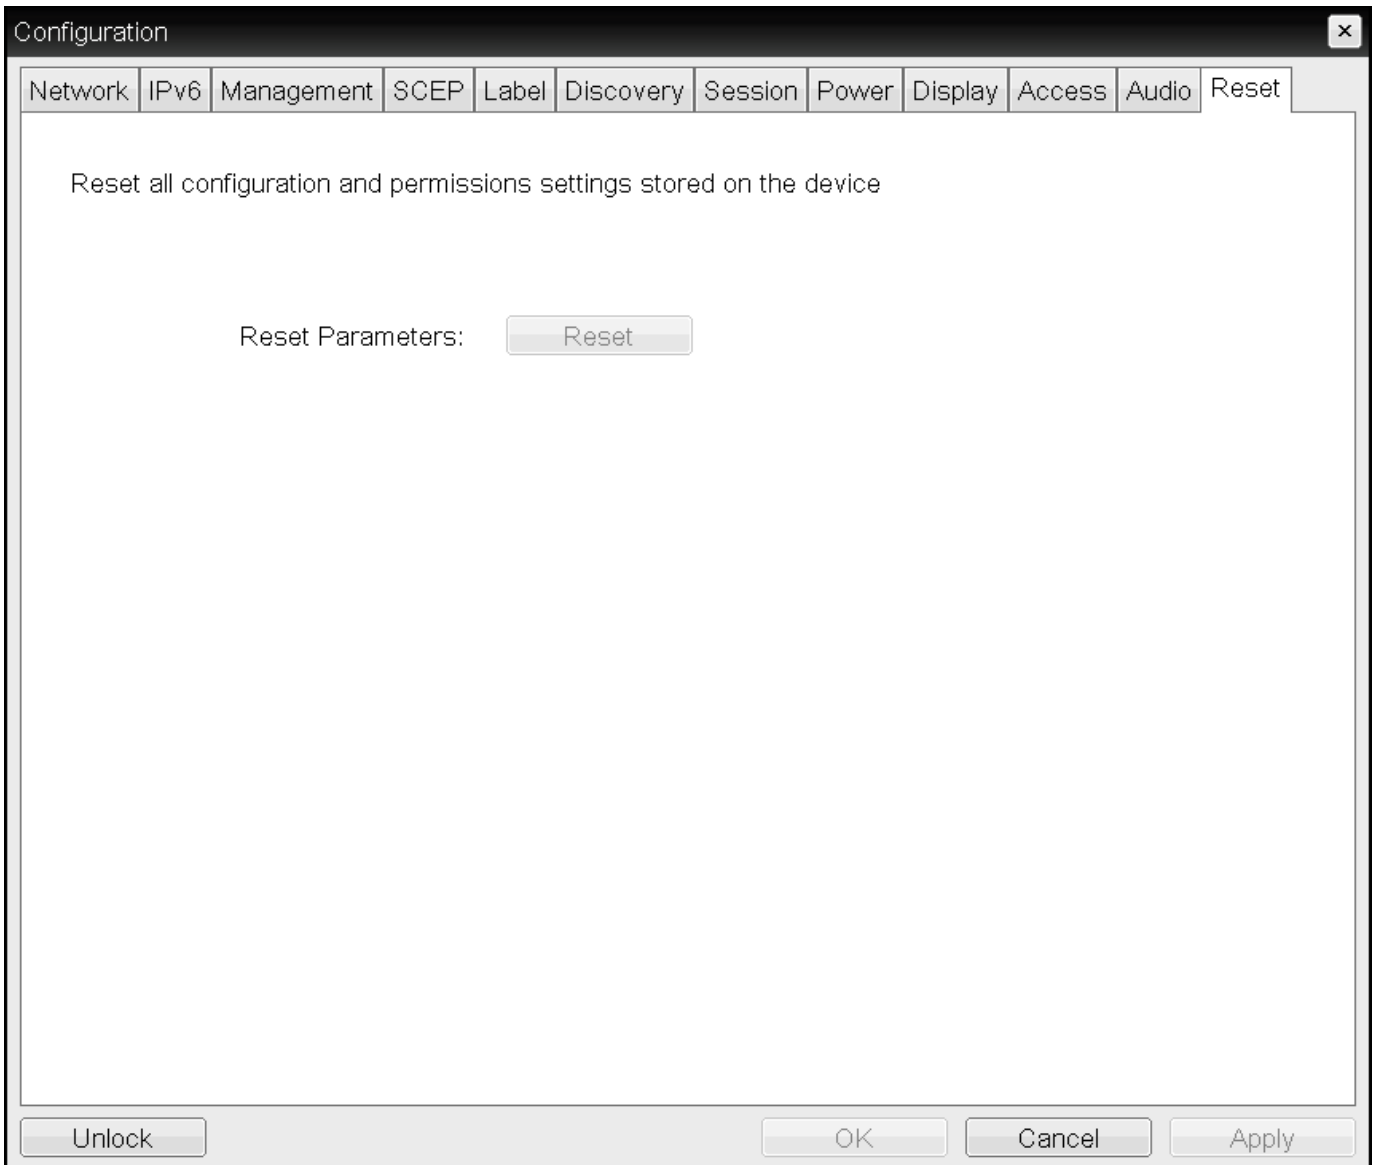 Configuration
Network IPv6 Management SCEP Label Discovery Session Power Display Access Audio Reset
Reset all configuration and permissions settings stored on the device
Reset Parameters: Reset
Unlock OK Cancel Apply